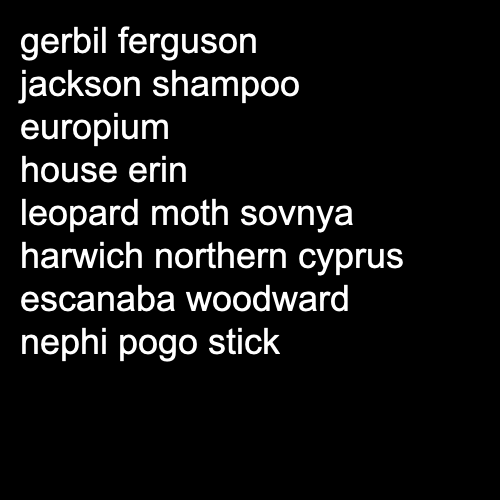 gerbil ferguson
jackson shampoo
europium
house erin
leopard moth sovnya
harwich northern cyprus
escanaba woodward
nephi pogo stick